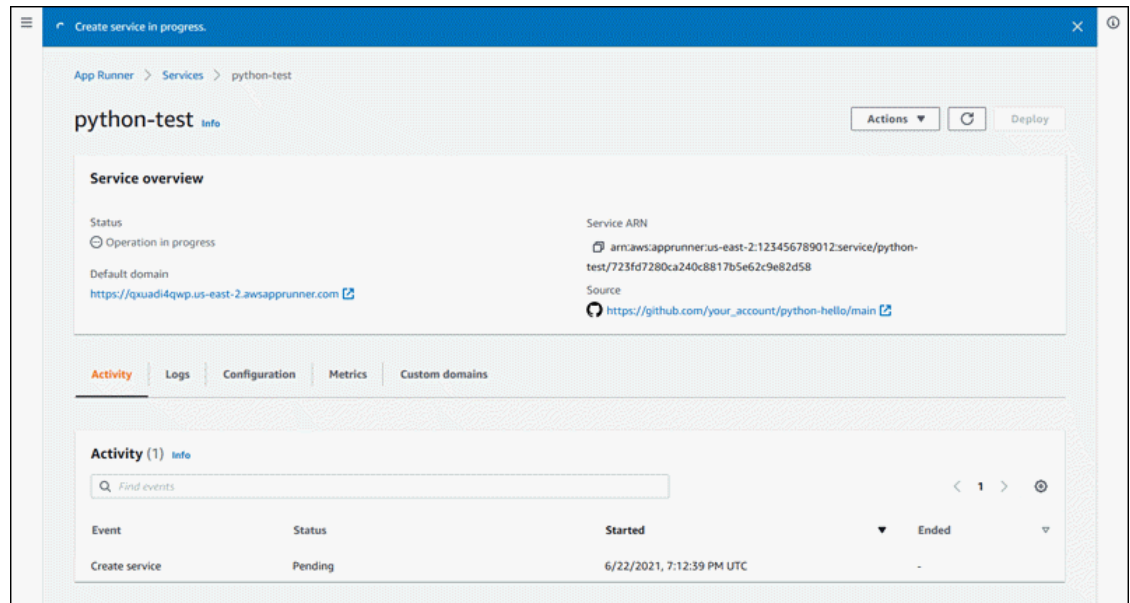 Create service in progress.
App Runner > Services > python-test
python-test Info
Actions ▼ Deploy
Service overview
Status
Operation in progress
Default domain
https://qxuadi4qwp.us-east-2.awsapprunner.com
Service ARN
arn:aws:apprunner:us-east-2:123456789012:service/python-
test/723fd7280ca240c8817b5e62c9e82d58
Source
https://github.com/your_account/python-hello/main
Activity Logs Configuration Metrics Custom domains
Activity (1) Info
Find events
< 1 >
Event Status Started Ended
Create service Pending 6/22/2021, 7:12:39 PM UTC -